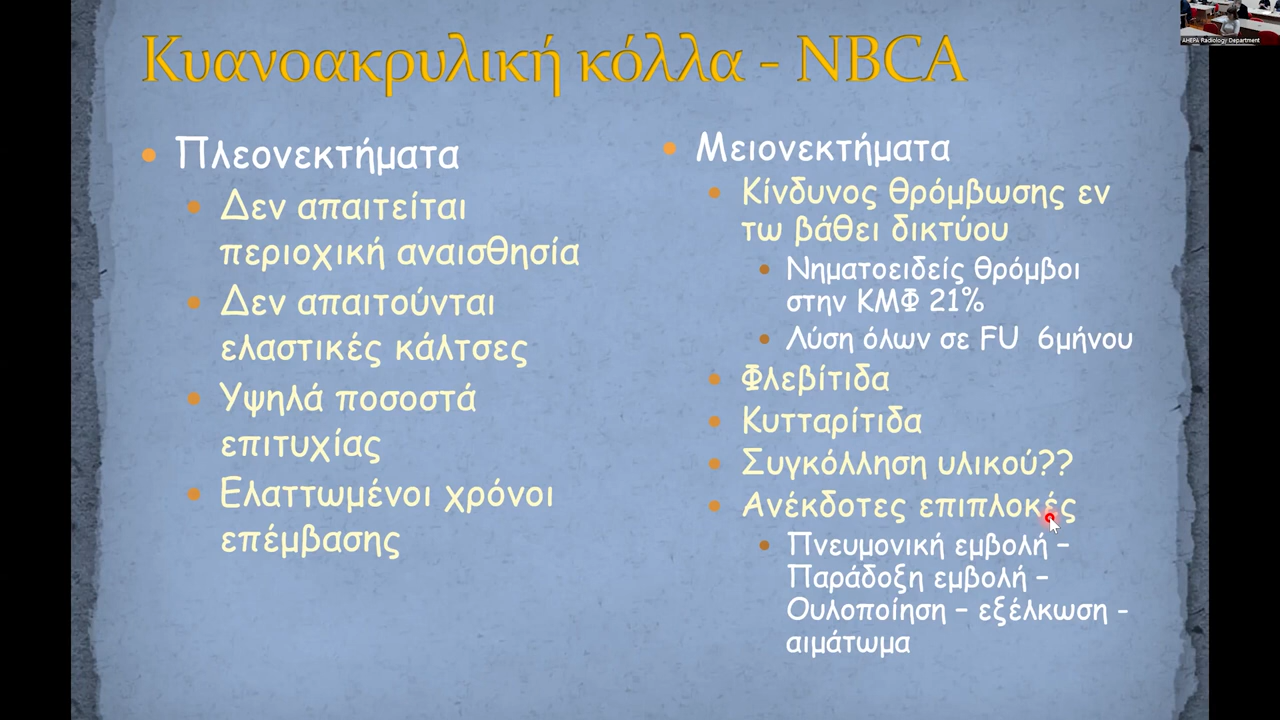 Κυανοακρυλική κόλλα - NBCA
AHEPA Radiology Department
• Πλεονεκτήματα
• Δεν απαιτείται
περιοχική αναισθησία
• Δεν απαιτούνται
ελαστικές κάλτσες
• Υψηλά ποσοστά
επιτυχίας
• Ελαττωμένοι χρόνοι
επέμβασης
• Μειονεκτήματα
• Κίνδυνος θρόμβωσης εν
τω βάθει δικτύου
• Νηματοειδείς θρόμβοι
στην ΚΜΦ 21%
• Λύση όλων σε FU 6μήνου
• Φλεβίτιδα
• Κυτταρίτιδα
• Συγκόλληση υλικού??
• Ανέκδοτες επιπλοκές
• Πνευμονική εμβολή –
Παράδοξη εμβολή –
Ουλοποίηση – εξέλκωση -
αιμάτωμα